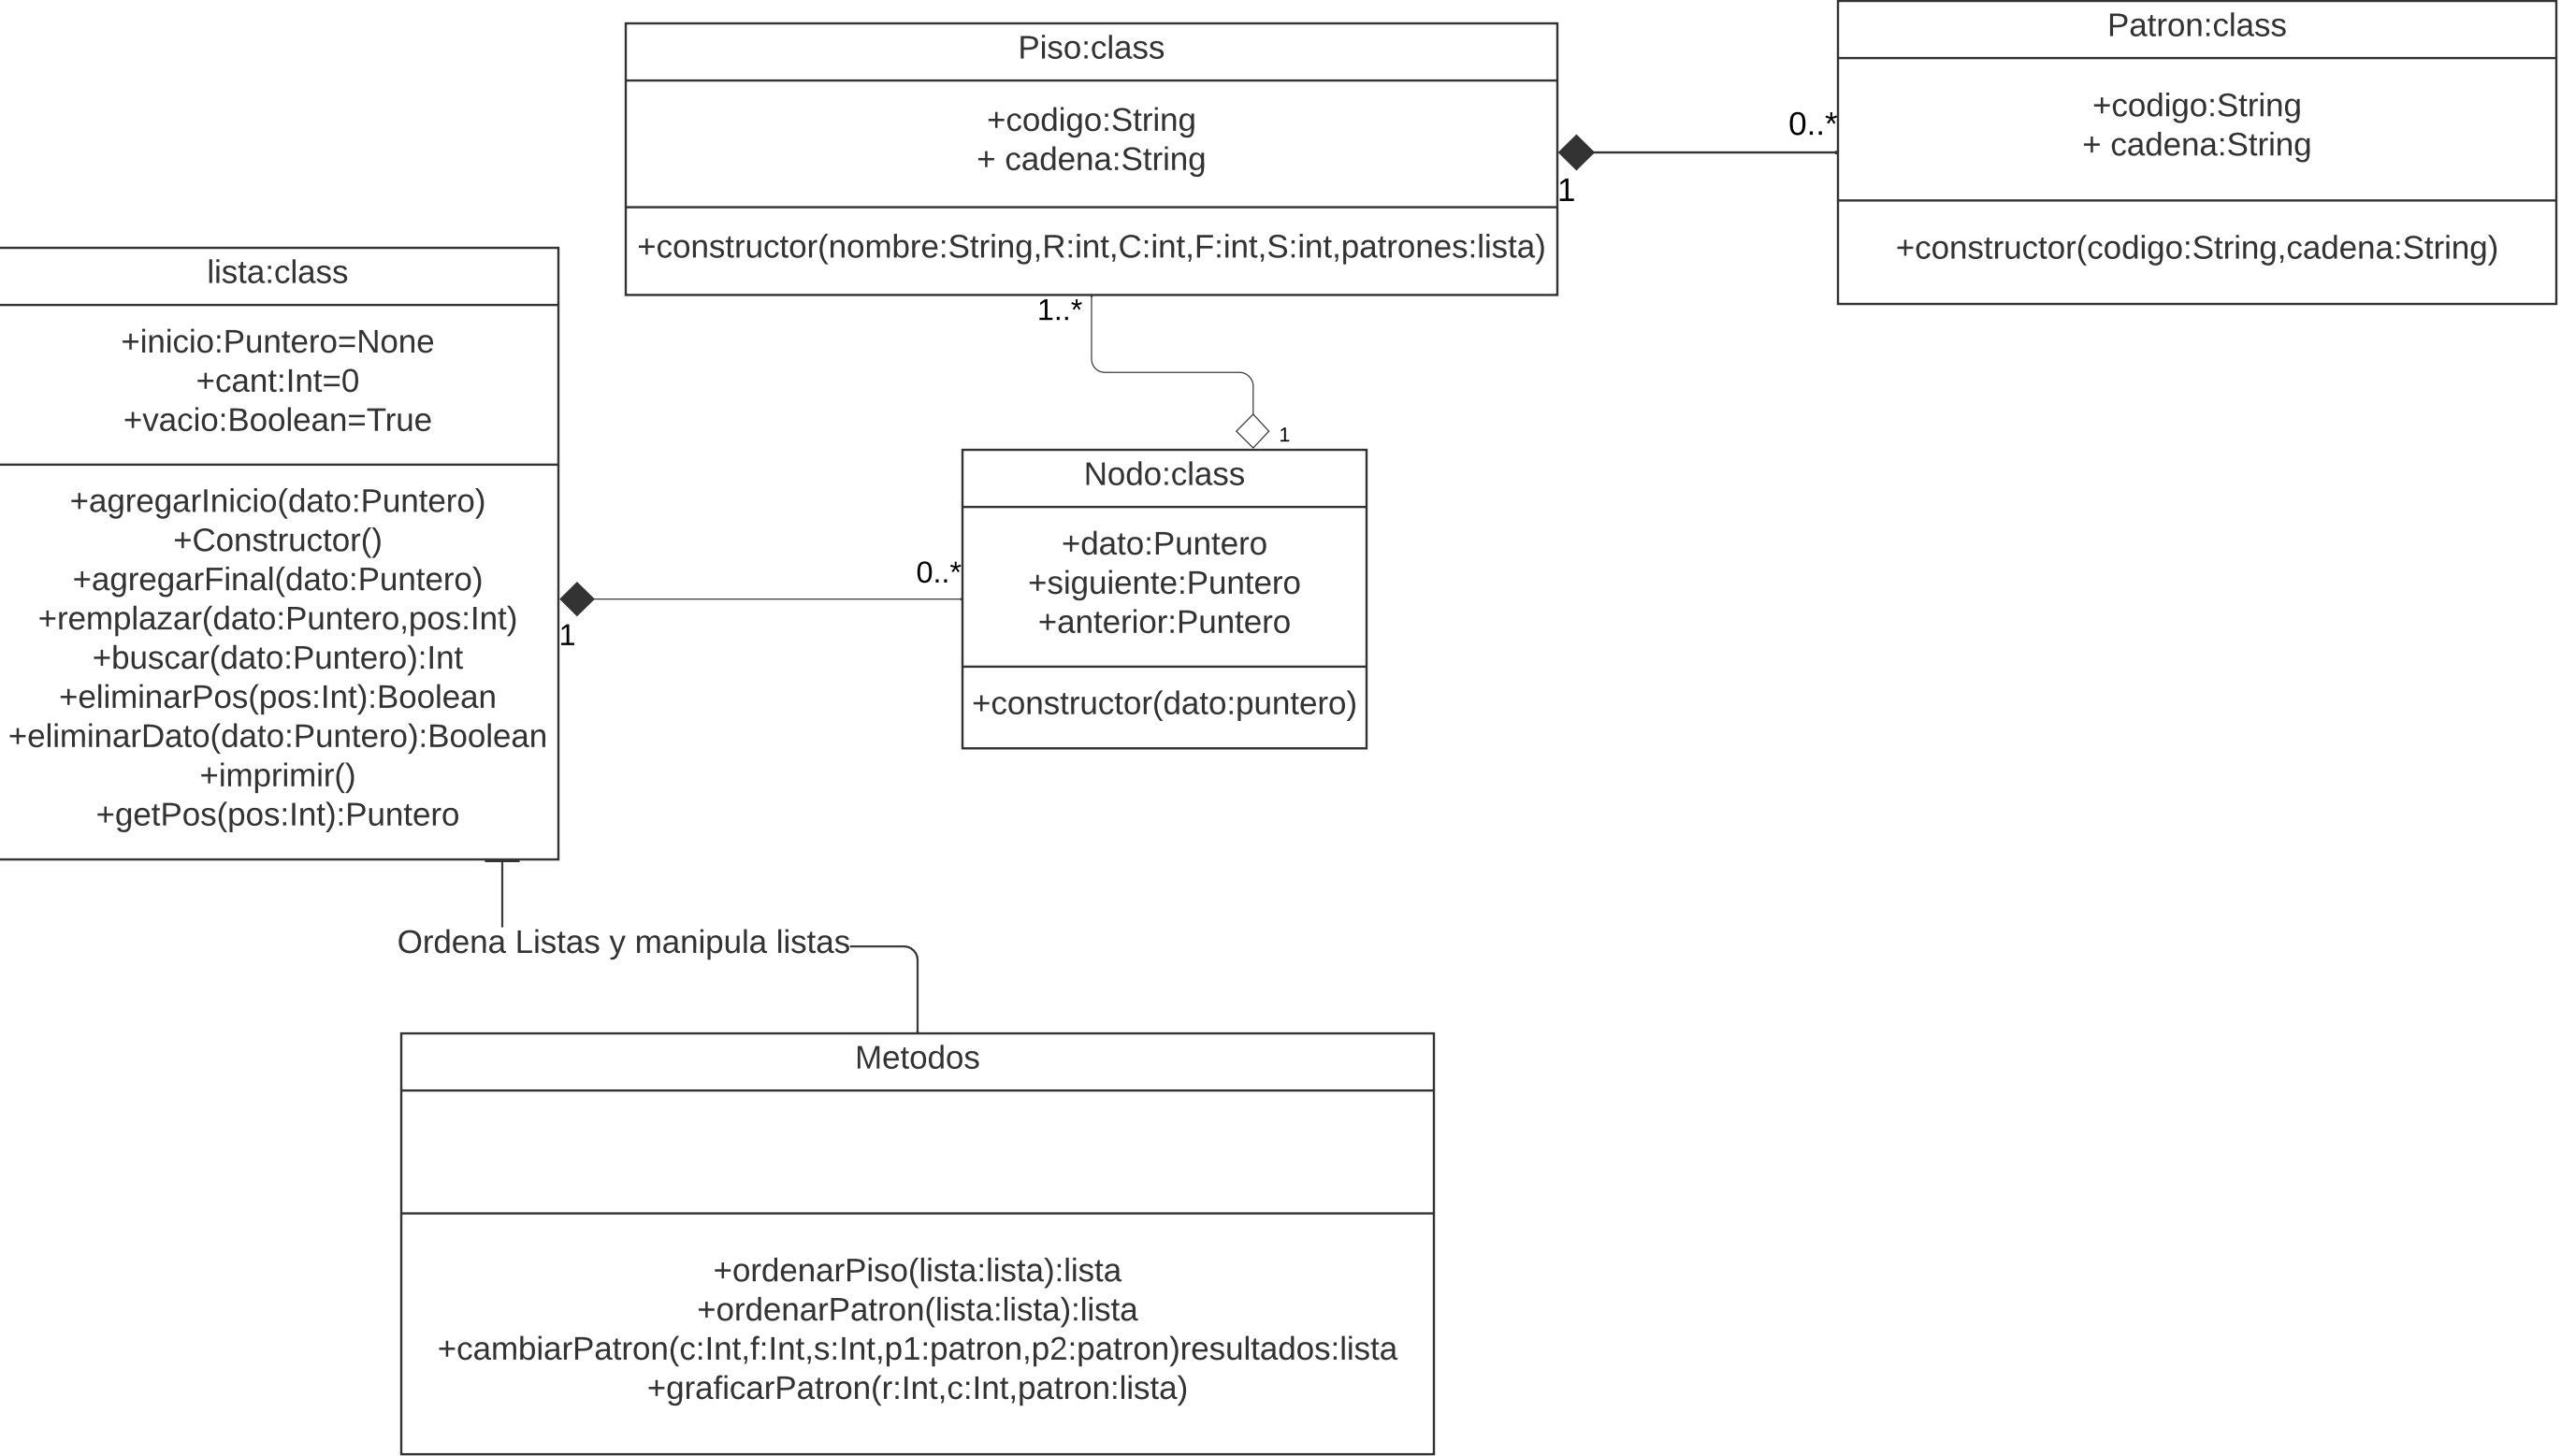 Patron:class
+codigo:String
+ cadena:String
+constructor(codigo:String,cadena:String)
Piso:class
+codigo:String
+ cadena:String
+constructor(nombre:String,R:int,C:int,F:int,S:int,patrones:lista)
0..*
1
1..*
1
lista:class
+inicio:Puntero=None
+cant:Int=0
+vacio:Boolean=True
+agregarInicio(dato:Puntero)
+Constructor()
+agregarFinal(dato:Puntero)
+remplazar(dato:Puntero,pos:Int)
+buscar(dato:Puntero):Int
+eliminarPos(pos:Int):Boolean
+eliminarDato(dato:Puntero):Boolean
+imprimir()
+getPos(pos:Int):Puntero
0..*
1
Nodo:class
+dato:Puntero
+siguiente:Puntero
+anterior:Puntero
+constructor(dato:puntero)
Ordena Listas y manipula listas
Metodos
+ordenarPiso(lista:lista):lista
+ordenarPatron(lista:lista):lista
+cambiarPatron(c:Int,f:Int,s:Int,p1:patron,p2:patron)resultados:lista
+graficarPatron(r:Int,c:Int,patron:lista)